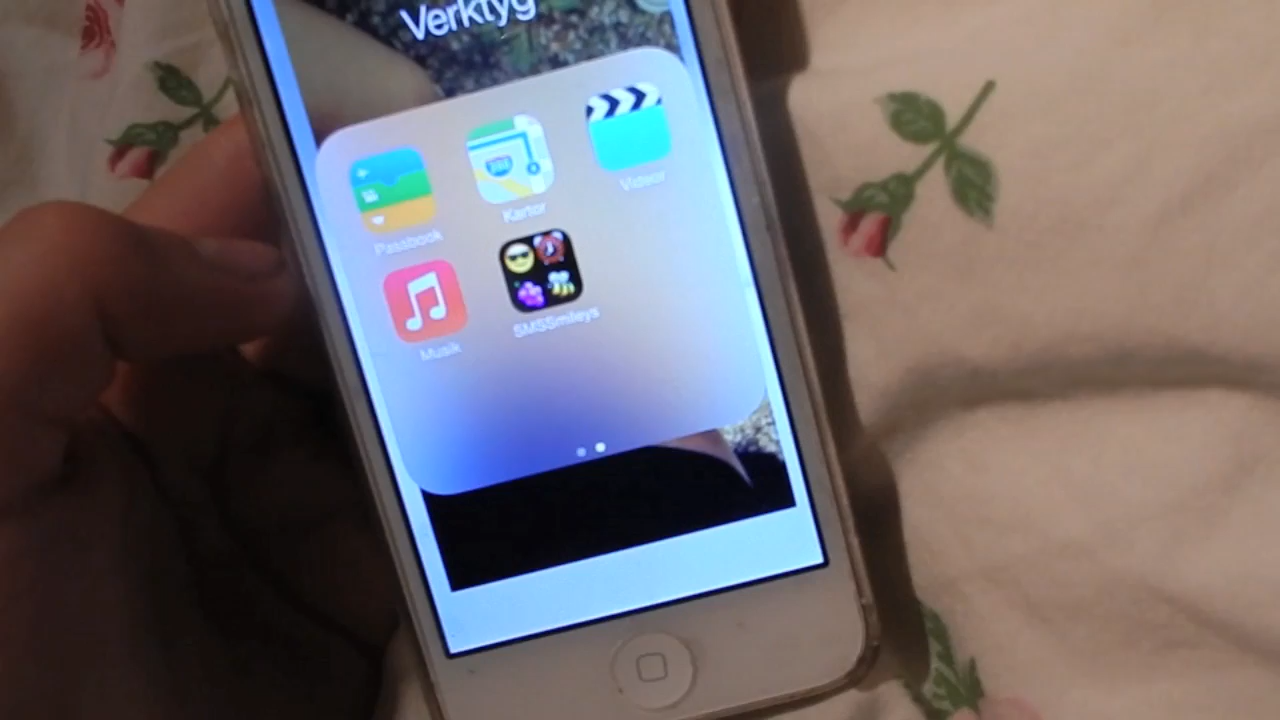 Verktyg
Passbook
Kartor
Videor
Musik
SMSSmileys